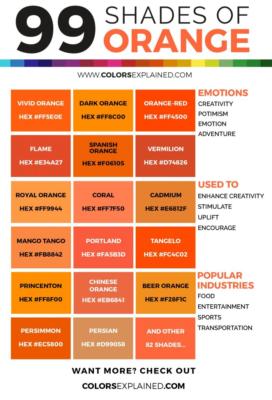 99 SHADES OF
ORANGE
WWW.COLORSEXPLAINED.COM
VIVID ORANGE
HEX #FF5E0E
DARK ORANGE
HEX #FF8C00
ORANGE-RED
HEX #FF4500
EMOTIONS
CREATIVITY
POTIMISM
EMOTION
ADVENTURE
FLAME
HEX #E34A27
SPANISH
ORANGE
HEX #F06105
VERMILION
HEX #D74826
ROYAL ORANGE
HEX #FF9944
CORAL
HEX #FF7F50
CADMIUM
HEX #E6812F
USED TO
ENHANCE CREATIVITY
STIMULATE
UPLIFT
ENCOURAGE
MANGO TANGO
HEX #FB8842
PORTLAND
HEX #FA5B3D
TANGELO
HEX #FC4C02
PRINCENTON
HEX #FF8F00
CHINESE
ORANGE
HEX #EB6841
BEER ORANGE
HEX #F28F1C
POPULAR
INDUSTRIES
FOOD
ENTERTAINMENT
SPORTS
TRANSPORTATION
PERSIMMON
HEX #EC5800
PERSIAN
HEX #D99058
AND OTHER
82 SHADES...
WANT MORE? CHECK OUT
COLORSEXPLAINED.COM